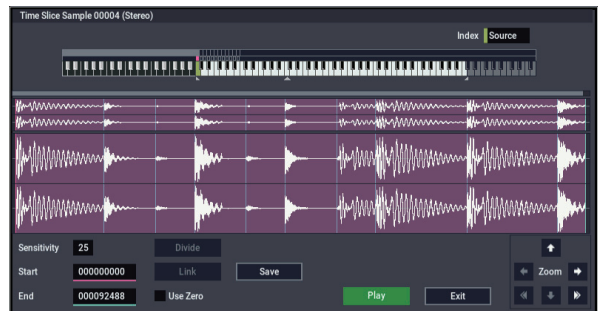 Time Slice Sample 00004 (Stereo)
Index Source
Sensitivity 25 Divide
Start 000000000 Link Save Zoom
End 000092488 Use Zero Play Exit